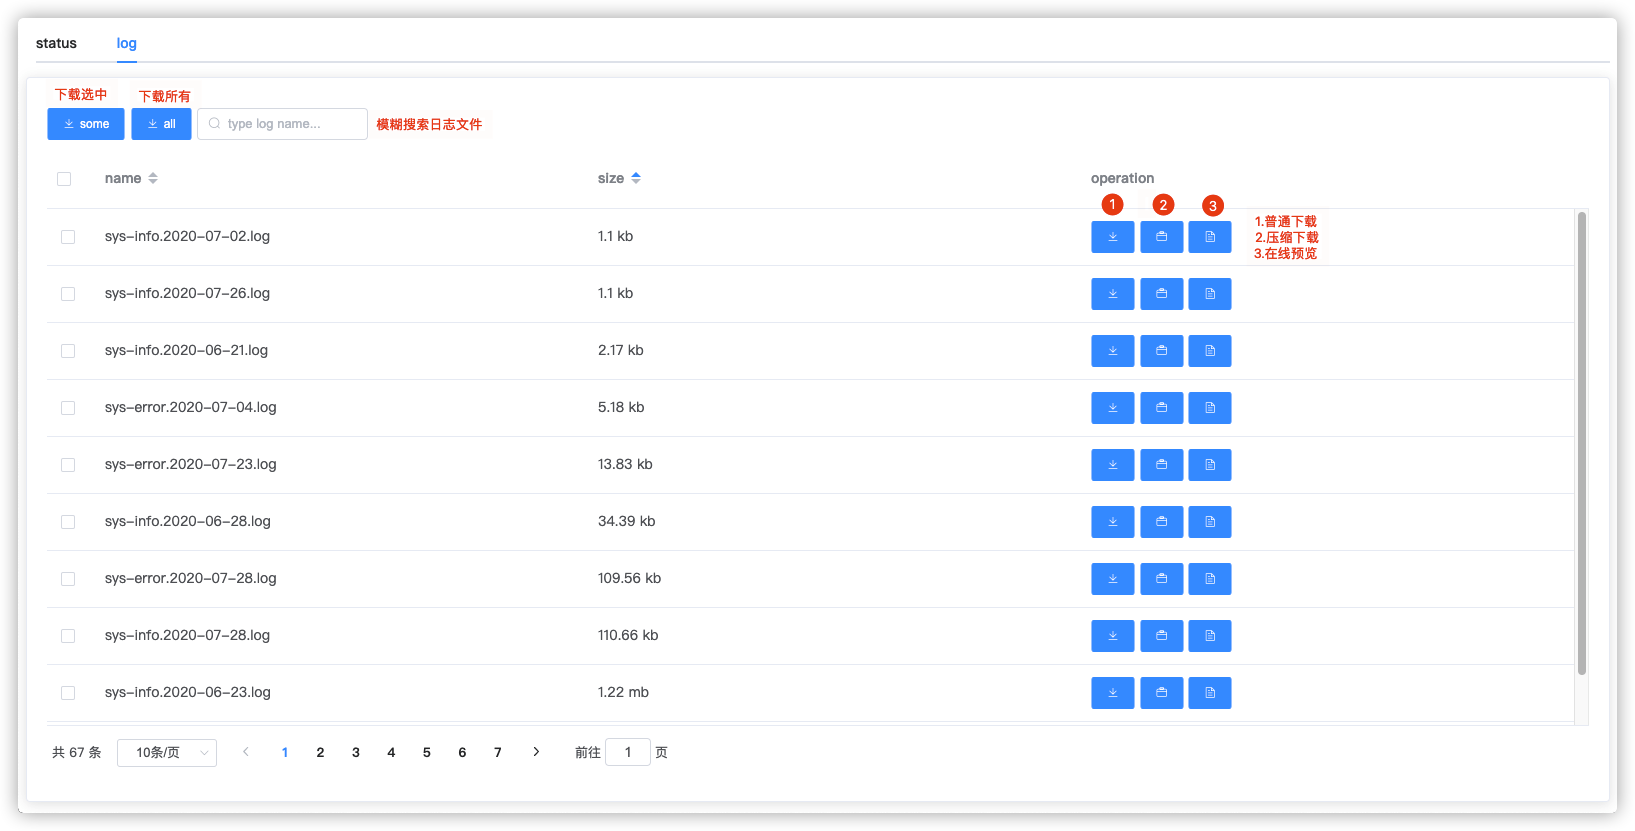 status log
下载选中 下载所有
some all type log name... 模糊搜索日志文件
name size operation
1 2 3
sys-info.2020-07-02.log 1.1 kb
1.普通下载
2.压缩下载
3.在线预览
sys-info.2020-07-26.log 1.1 kb
sys-info.2020-06-21.log 2.17 kb
sys-error.2020-07-04.log 5.18 kb
sys-error.2020-07-23.log 13.83 kb
sys-info.2020-06-28.log 34.39 kb
sys-error.2020-07-28.log 109.56 kb
sys-info.2020-07-28.log 110.66 kb
sys-info.2020-06-23.log 1.22 mb
共 67 条 10条/页 1 2 3 4 5 6 7 前往 1 页